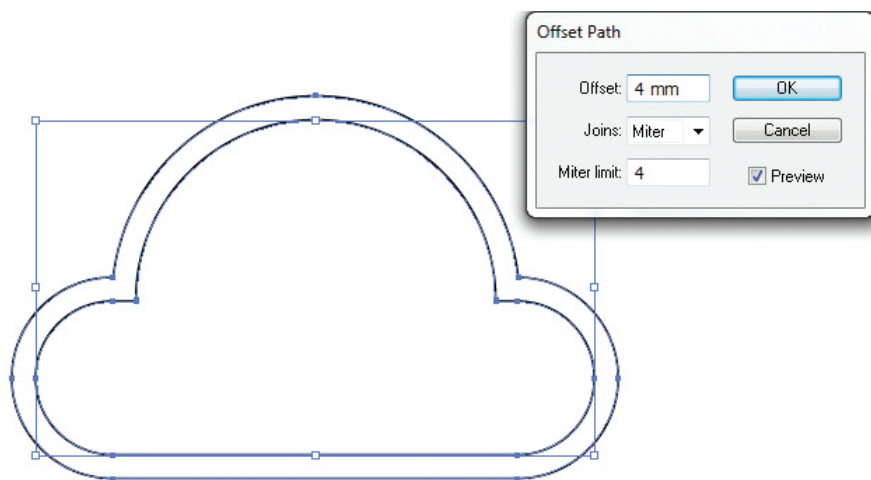 Offset Path
Offset: 4 mm OK
Joins: Miter Cancel
Miter limit: 4 Preview